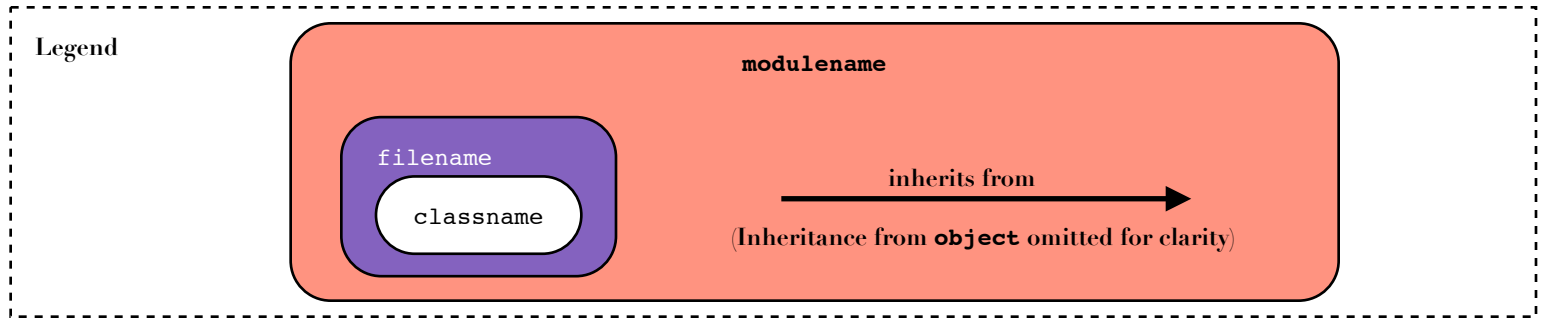 Legend
modulename
filename
classname
inherits from
(Inheritance from object omitted for clarity)